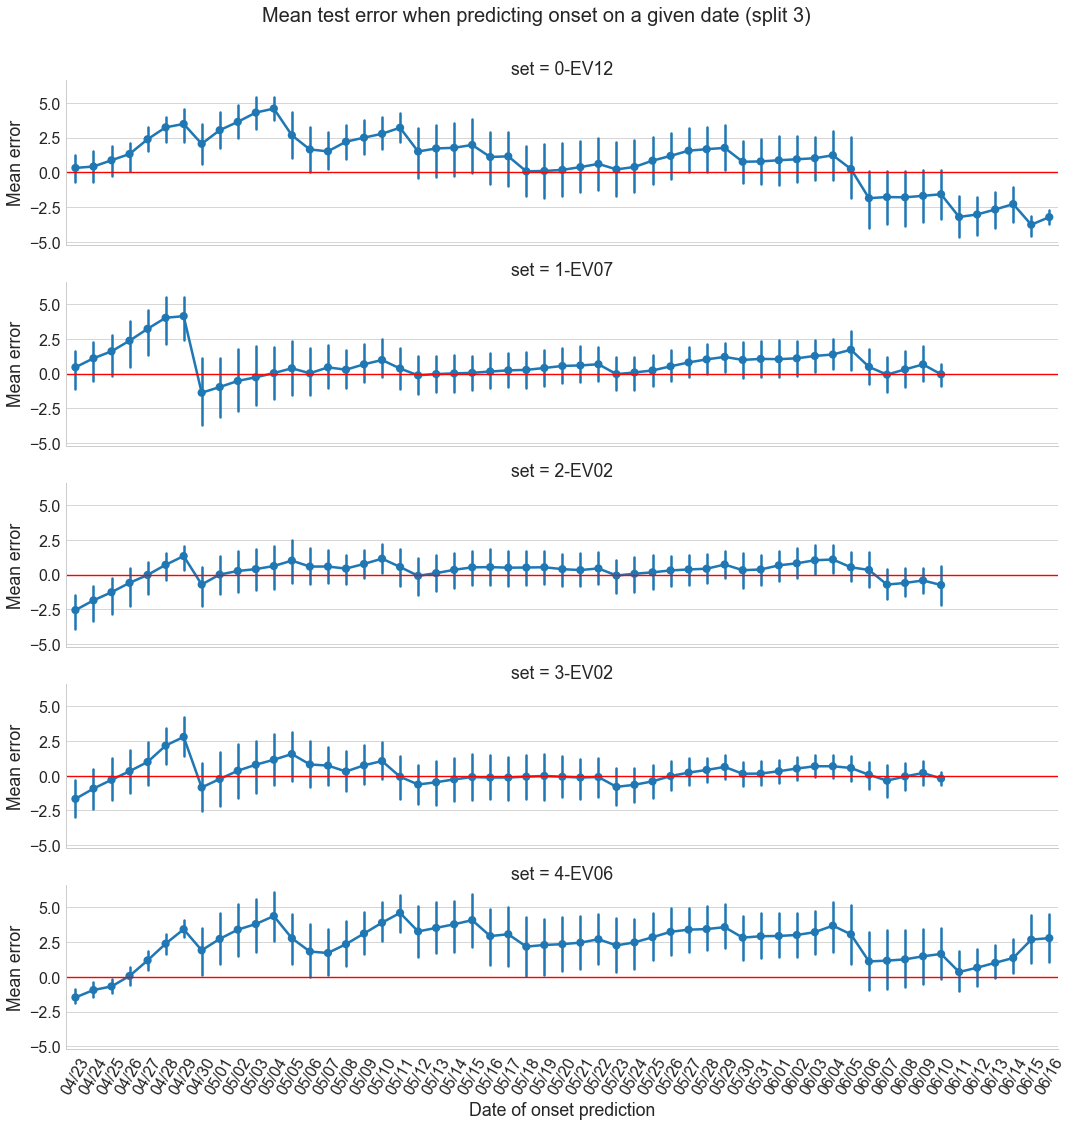 Mean test error when predicting onset on a given date (split 3)
set = 0-EV12
Mean error
5.0
2.5
0.0
−2.5
−5.0
set = 1-EV07
Mean error
5.0
2.5
0.0
−2.5
−5.0
set = 2-EV02
Mean error
5.0
2.5
0.0
−2.5
−5.0
set = 3-EV02
Mean error
5.0
2.5
0.0
−2.5
−5.0
set = 4-EV06
Mean error
5.0
2.5
0.0
−2.5
−5.0
04/23 04/24 04/25 04/26 04/27 04/28 04/29 04/30 05/01 05/02 05/03 05/04 05/05 05/06 05/07 05/08 05/09 05/10 05/11 05/12 05/13 05/14 05/15 05/16 05/17 05/18 05/19 05/20 05/21 05/22 05/23 05/24 05/25 05/26 05/27 05/28 05/29 05/30 05/31 06/01 06/02 06/03 06/04 06/05 06/06 06/07 06/08 06/09 06/10 06/11 06/12 06/13 06/14 06/15 06/16
Date of onset prediction